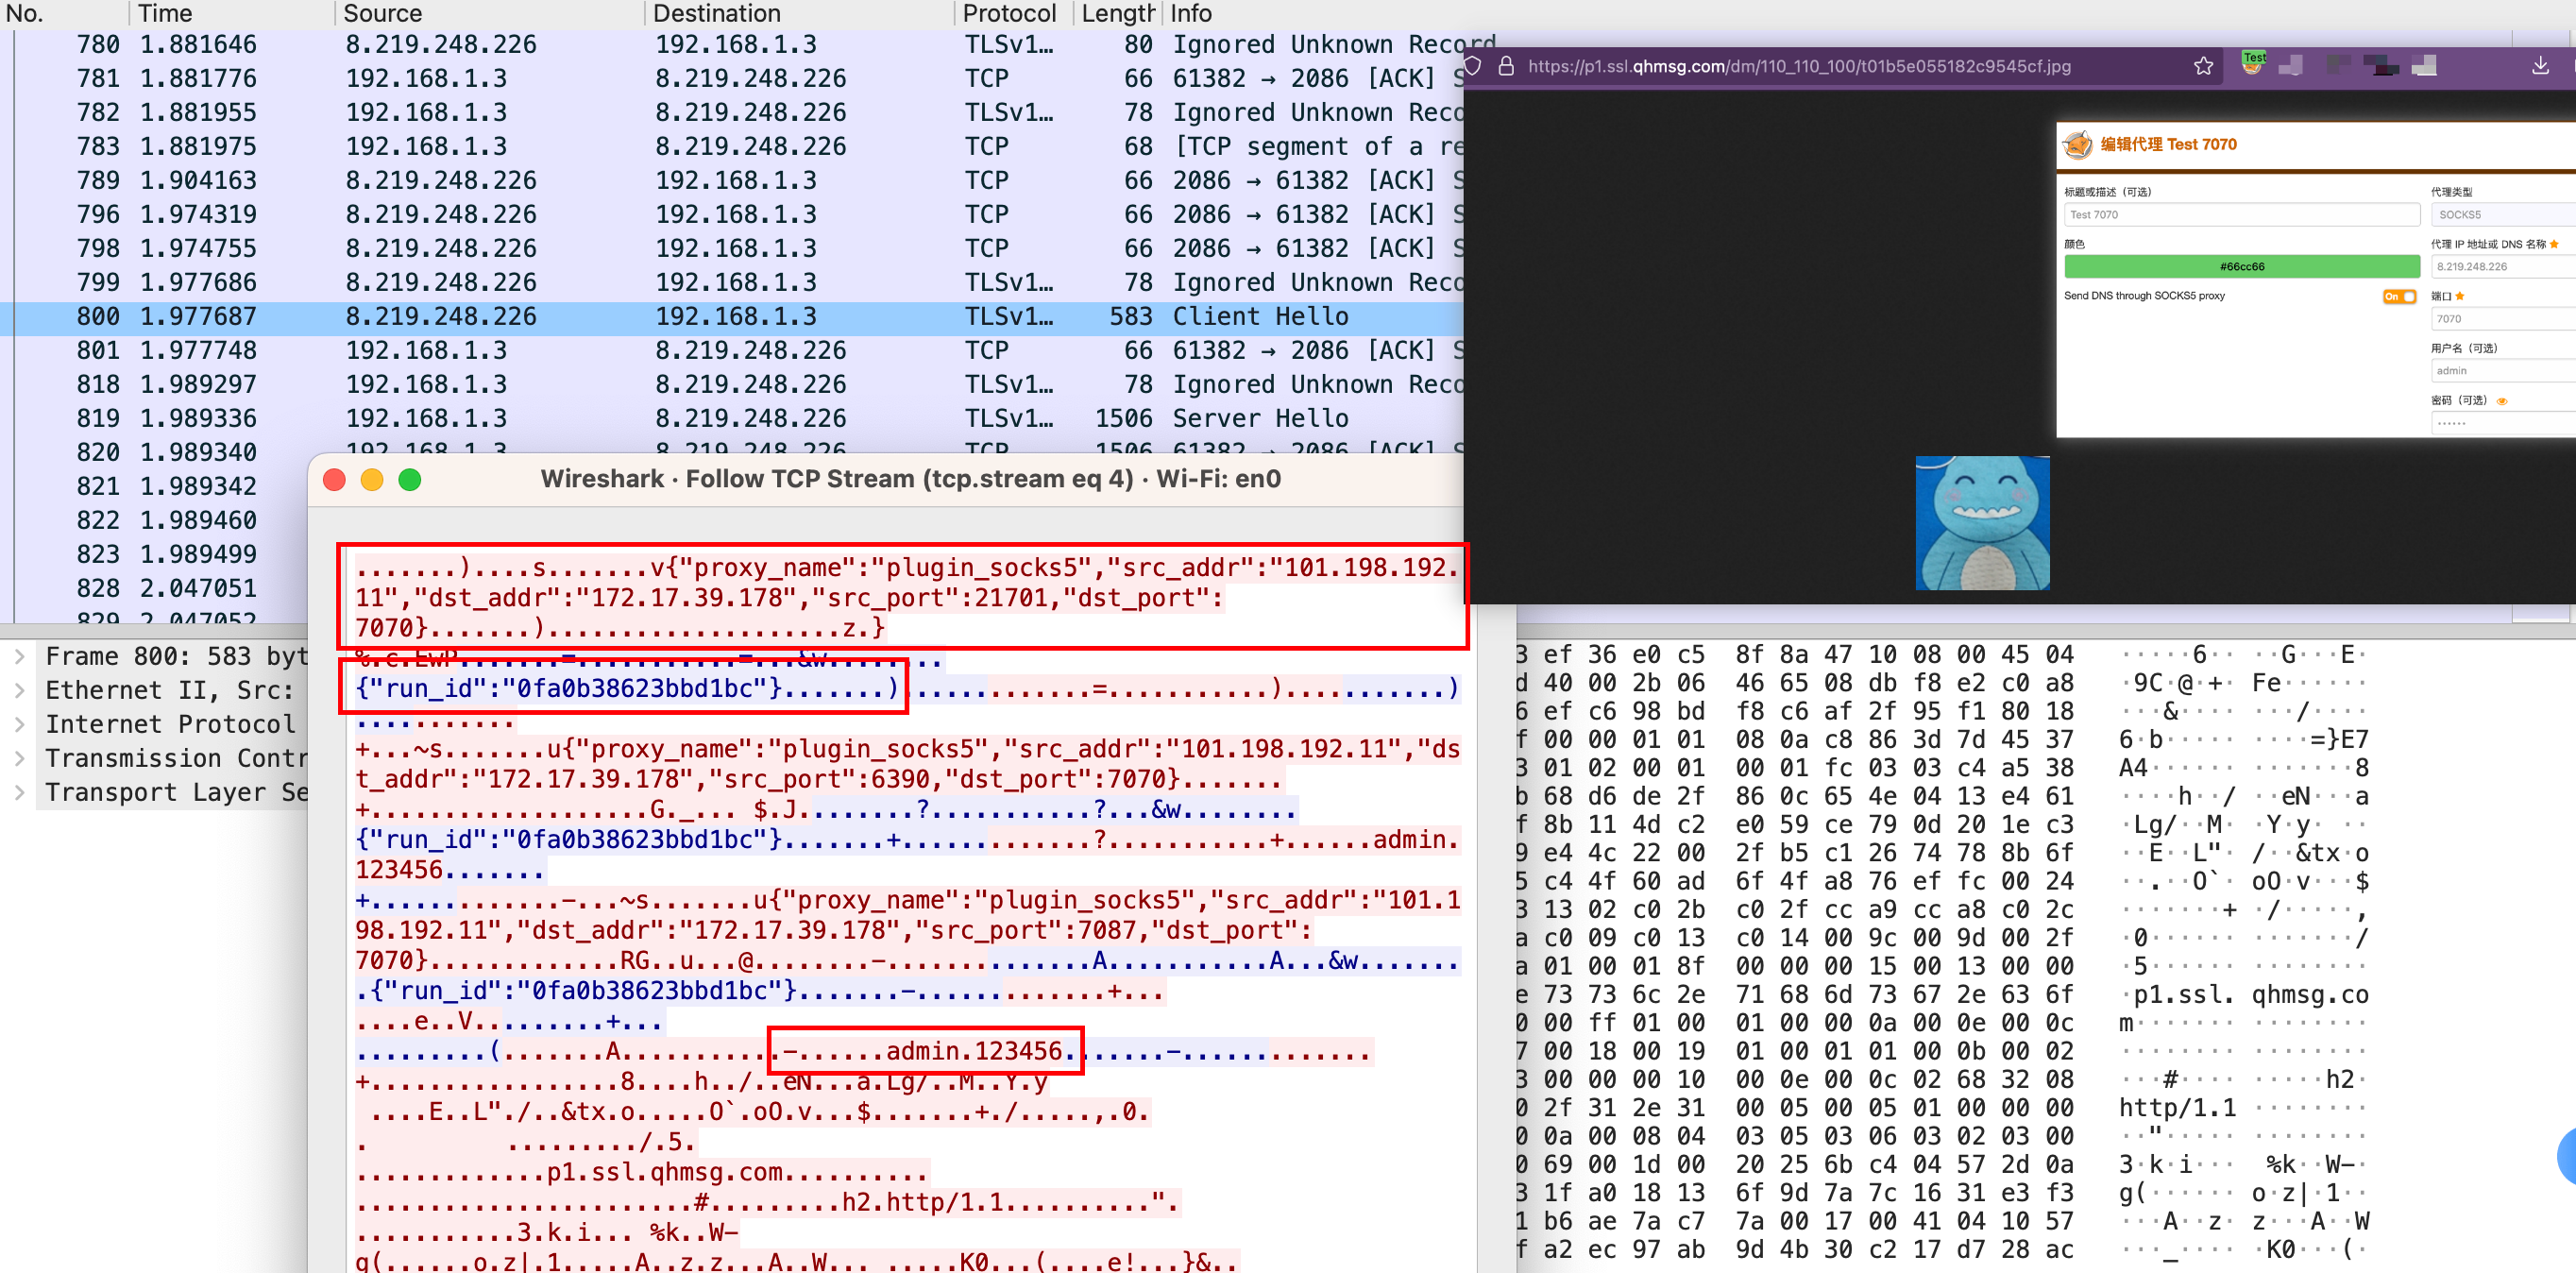 No. Time Source Destination Protocol Length Info
780 1.881646 8.219.248.226 192.168.1.3 TLSv1… 80 Ignored Unknown Record
781 1.881776 192.168.1.3 8.219.248.226 TCP 66 61382 → 2086 [ACK] S
782 1.881955 192.168.1.3 8.219.248.226 TLSv1… 78 Ignored Unknown Reco
783 1.881975 192.168.1.3 8.219.248.226 TCP 68 [TCP segment of a re
789 1.904163 8.219.248.226 192.168.1.3 TCP 66 2086 → 61382 [ACK] S
796 1.974319 8.219.248.226 192.168.1.3 TCP 66 2086 → 61382 [ACK] S
798 1.974755 8.219.248.226 192.168.1.3 TCP 66 2086 → 61382 [ACK] S
799 1.977686 8.219.248.226 192.168.1.3 TLSv1… 78 Ignored Unknown Reco
800 1.977687 8.219.248.226 192.168.1.3 TLSv1… 583 Client Hello
801 1.977748 192.168.1.3 8.219.248.226 TCP 66 61382 → 2086 [ACK] S
818 1.989297 192.168.1.3 8.219.248.226 TLSv1… 78 Ignored Unknown Reco
819 1.989336 192.168.1.3 8.219.248.226 TLSv1… 1506 Server Hello
820 1.989340 192.168.1.3 8.219.248.226 TCP 1506 61382 → 2086 [ACK]
821 1.989342
822 1.989460
823 1.989499
828 2.047051
829 2.047052
https://p1.ssl.qhmsg.com/dm/110_110_100/t01b5e055182c9545cf.jpg
Test
编辑代理 Test 7070
标题或描述（可选）
Test 7070
颜色
#66cc66
Send DNS through SOCKS5 proxy On
代理类型
SOCKS5
代理 IP 地址或 DNS 名称
8.219.248.226
端口
7070
用户名（可选）
admin
密码（可选）
······
Wireshark · Follow TCP Stream (tcp.stream eq 4) · Wi-Fi: en0
.......)....s.......v{"proxy_name":"plugin_socks5","src_addr":"101.198.192.
11","dst_addr":"172.17.39.178","src_port":21701,"dst_port":
7070}.......)....................z.}
%.c.EwP.......=...........=...&w........
{"run_id":"0fa0b38623bbd1bc"}.......).............=...........)...........)
...........
+...~s.......u{"proxy_name":"plugin_socks5","src_addr":"101.198.192.11","ds
t_addr":"172.17.39.178","src_port":6390,"dst_port":7070}.......
+...................G._... $.J........?...........?...&w........
{"run_id":"0fa0b38623bbd1bc"}.......+.............?...........+......admin.
123456.......
+.............-...~s.......u{"proxy_name":"plugin_socks5","src_addr":"101.1
98.192.11","dst_addr":"172.17.39.178","src_port":7087,"dst_port":
7070}.............RG..u...@........-..............A...........A...&w.......
.{"run_id":"0fa0b38623bbd1bc"}.......-.............+...
....e..V.........+...
.........(.......A...........-......admin.123456.......-.............
+.................8....h../..eN...a.Lg/..M..Y.y
....E..L"./..&tx.o.....O`.oO.v...$.......+./.....,.0.
. ........./.5.
.............p1.ssl.qhmsg.com..........
.......................#.........h2.http/1.1..........".
...........3.k.i... %k..W-
g(......o.z|.1.....A..z.z...A..W... .....K0...(....e!...}&..
Frame 800: 583 byt
Ethernet II, Src:
Internet Protocol
Transmission Contr
Transport Layer Se
3 ef 36 e0 c5 8f 8a 47 10 08 00 45 04 ·····6·· ··G···E·
d 40 00 2b 06 46 65 08 db f8 e2 c0 a8 ·9C·@·+· Fe······
6 ef c6 98 bd f8 c6 af 2f 95 f1 80 18 ···&···· ···/····
f 00 00 01 01 08 0a c8 86 3d 7d 45 37 6·b····· ····=}E7
3 01 02 00 01 00 01 fc 03 03 c4 a5 38 A4······ ·······8
b 68 d6 de 2f 86 0c 65 4e 04 13 e4 61 ····h··/ ··eN···a
f 8b 11 4d c2 e0 59 ce 79 0d 20 1e c3 ·Lg/··M· ·Y·y· ··
9 e4 4c 22 00 2f b5 c1 26 74 78 8b 6f ··E··L"· /··&tx·o
5 c4 4f 60 ad 6f 4f a8 76 ef fc 00 24 ··.··O`· oO·v···$
3 13 02 c0 2b c0 2f cc a9 cc a8 c0 2c ·······+ ·/·····,
a c0 09 c0 13 c0 14 00 9c 00 9d 00 2f ·0······ ·······/
a 01 00 01 8f 00 00 00 15 00 13 00 00 ·5······ ········
e 73 73 6c 2e 71 68 6d 73 67 2e 63 6f ·p1.ssl. qhmsg.co
0 00 ff 01 00 01 00 00 0a 00 0e 00 0c m······· ········
7 00 18 00 19 01 00 01 01 00 0b 00 02 ········ ········
3 00 00 00 10 00 0e 00 0c 02 68 32 08 ···#···· ·····h2·
0 2f 31 2e 31 00 05 00 05 01 00 00 00 http/1.1 ········
0 0a 00 08 04 03 05 03 06 03 02 03 00 ··"····· ········
0 69 00 1d 00 20 25 6b c4 04 57 2d 0a 3·k·i··· %k··W-·
3 1f a0 18 13 6f 9d 7a 7c 16 31 e3 f3 g(······ o·z|·1··
1 b6 ae 7a c7 7a 00 17 00 41 04 10 57 ···A··z· z···A··W
f a2 ec 97 ab 9d 4b 30 c2 17 d7 28 ac ···_···· ·K0···(·